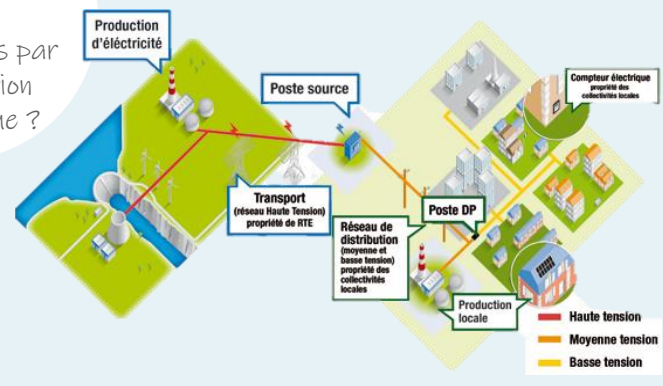 s par
ion
e ?
Production
d'éléctricité
Poste source
Compteur électrique
propriété des
collectivités locales
Transport
(réseau Haute Tension)
propriété de RTE
Réseau de
distribution
(moyenne et
basse tension)
propriété des
collectivités
locales
Poste DP
Production
locale
Haute tension
Moyenne tension
Basse tension